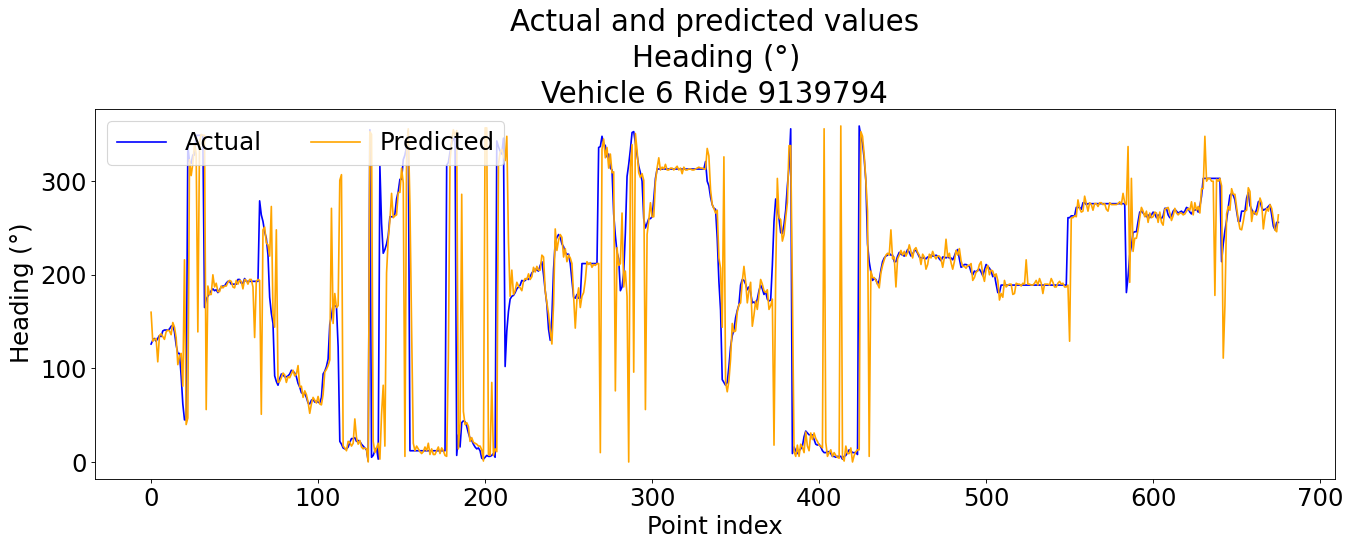 Actual and predicted values
Heading (°)
Vehicle 6 Ride 9139794
Actual Predicted
Heading (°)
300
200
100
0
0 100 200 300 400 500 600 700
Point index